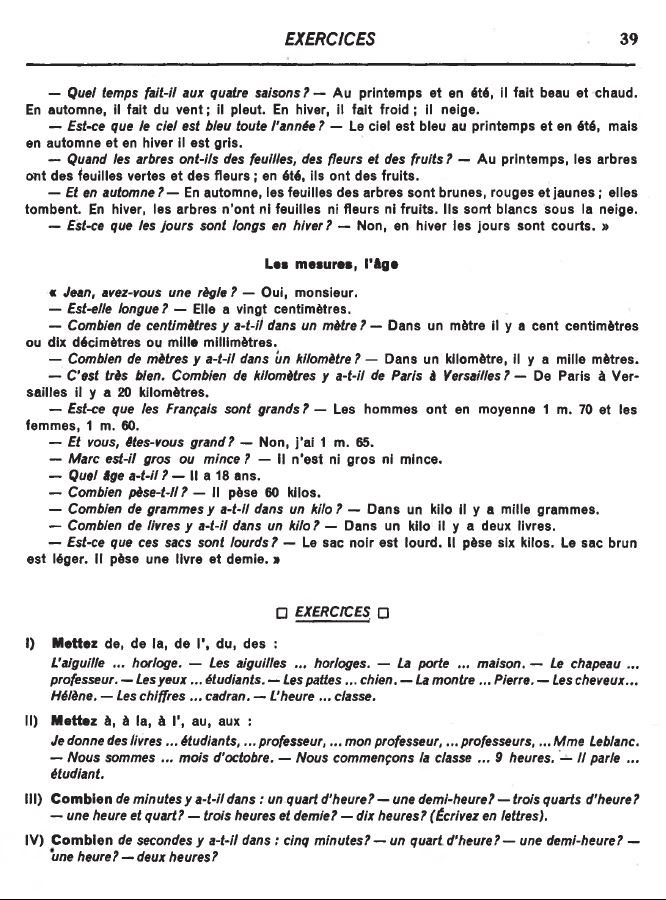 EXERCICES 39
— Quel temps fait-il aux quatre saisons ? — Au printemps et en été, il fait beau et chaud.
En automne, il fait du vent ; il pleut. En hiver, il fait froid ; il neige.
— Est-ce que le ciel est bleu toute l'année ? — Le ciel est bleu au printemps et en été, mais
en automne et en hiver il est gris.
— Quand les arbres ont-ils des feuilles, des fleurs et des fruits ? — Au printemps, les arbres
ont des feuilles vertes et des fleurs ; en été, ils ont des fruits.
— Et en automne ? — En automne, les feuilles des arbres sont brunes, rouges et jaunes ; elles
tombent. En hiver, les arbres n'ont ni feuilles ni fleurs ni fruits. Ils sont blancs sous la neige.
— Est-ce que les jours sont longs en hiver ? — Non, en hiver les jours sont courts. »
Les mesures, l'âge
« Jean, avez-vous une règle ? — Oui, monsieur.
— Est-elle longue ? — Elle a vingt centimètres.
— Combien de centimètres y a-t-il dans un mètre ? — Dans un mètre il y a cent centimètres
ou dix décimètres ou mille millimètres.
— Combien de mètres y a-t-il dans un kilomètre ? — Dans un kilomètre, il y a mille mètres.
— C'est très bien. Combien de kilomètres y a-t-il de Paris à Versailles ? — De Paris à Ver-
sailles il y a 20 kilomètres.
— Est-ce que les Français sont grands ? — Les hommes ont en moyenne 1 m. 70 et les
femmes, 1 m. 60.
— Et vous, êtes-vous grand ? — Non, j'ai 1 m. 65.
— Marc est-il gros ou mince ? — Il n'est ni gros ni mince.
— Quel âge a-t-il ? — Il a 18 ans.
— Combien pèse-t-il ? — Il pèse 60 kilos.
— Combien de grammes y a-t-il dans un kilo ? — Dans un kilo il y a mille grammes.
— Combien de livres y a-t-il dans un kilo ? — Dans un kilo il y a deux livres.
— Est-ce que ces sacs sont lourds ? — Le sac noir est lourd. Il pèse six kilos. Le sac brun
est léger. Il pèse une livre et demie. »
□ EXERCICES □
I) Mettez de, de la, de l', du, des :
L'aiguille ... horloge. — Les aiguilles ... horloges. — La porte ... maison. — Le chapeau ...
professeur. — Les yeux ... étudiants. — Les pattes ... chien. — La montre ... Pierre. — Les cheveux...
Hélène. — Les chiffres ... cadran. — L'heure ... classe.
II) Mettez à, à la, à l', au, aux :
Je donne des livres ... étudiants, ... professeur, ... mon professeur, ... professeurs, ... Mme Leblanc.
— Nous sommes ... mois d'octobre. — Nous commençons la classe ... 9 heures. — Il parle ...
étudiant.
III) Combien de minutes y a-t-il dans : un quart d'heure? — une demi-heure? — trois quarts d'heure?
— une heure et quart? — trois heures et demie? — dix heures? (Écrivez en lettres).
IV) Combien de secondes y a-t-il dans : cinq minutes? — un quart d'heure? — une demi-heure? —
une heure? — deux heures?